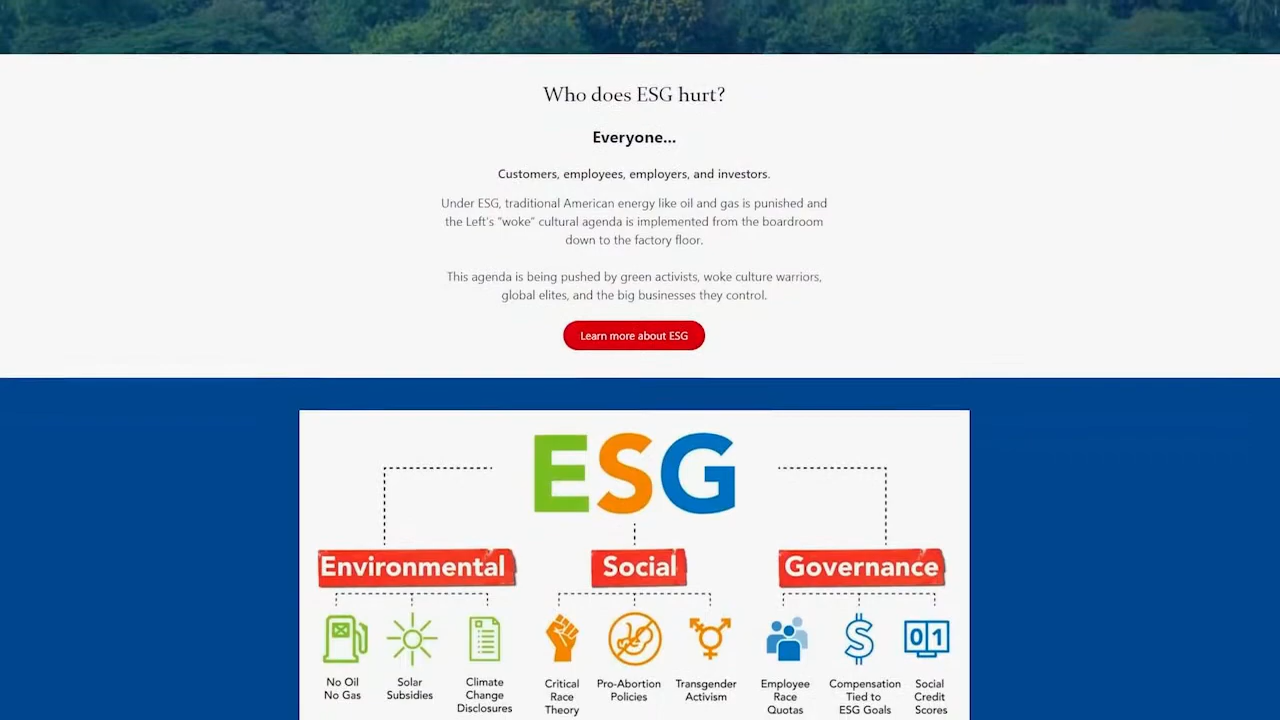 Who does ESG hurt?
Everyone...
Customers, employees, employers, and investors.
Under ESG, traditional American energy like oil and gas is punished and
the Left's "woke" cultural agenda is implemented from the boardroom
down to the factory floor.
This agenda is being pushed by green activists, woke culture warriors,
global elites, and the big businesses they control.
Learn more about ESG
ESG
Environmental
Social
Governance
0 1
No Oil
No Gas
Solar
Subsidies
Climate
Change
Disclosures
Critical
Race
Theory
Pro-Abortion
Policies
Transgender
Activism
Employee
Race
Quotas
Compensation
Tied to
ESG Goals
Social
Credit
Scores